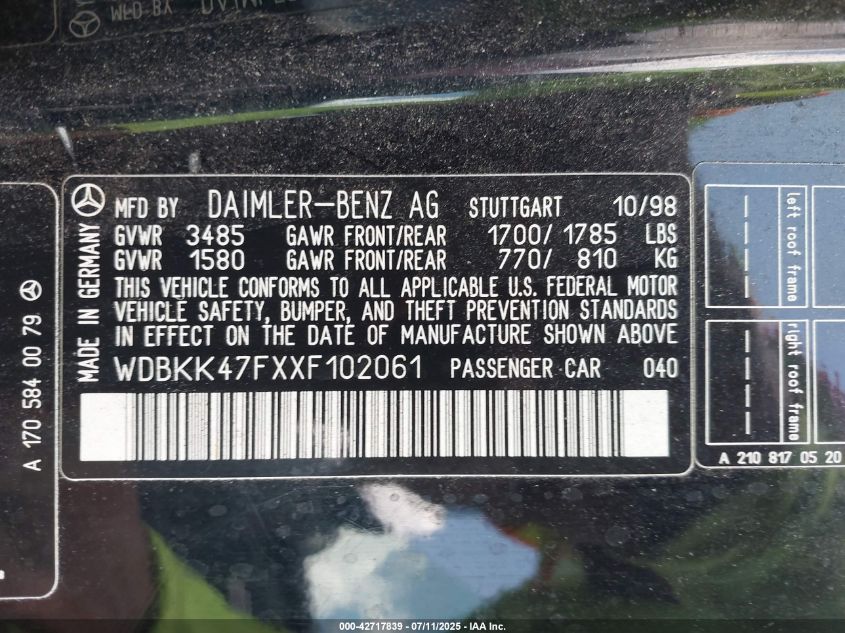 MFD BY
MFD BY DAIMLER-BENZ AG STUTTGART 10/98
GVWR 3485 GAWR FRONT/REAR 1700/ 1785 LBS
GVWR 1580 GAWR FRONT/REAR 770/ 810 KG
THIS VEHICLE CONFORMS TO ALL APPLICABLE U.S. FEDERAL MOTOR
VEHICLE SAFETY, BUMPER, AND THEFT PREVENTION STANDARDS
IN EFFECT ON THE DATE OF MANUFACTURE SHOWN ABOVE
WDBKK47FXXF102061 PASSENGER CAR 040
MADE IN GERMANY
A 170 584 00 79
left roof frame
right roof frame
A 210 817 05 20
000-42717839 - 07/11/2025 - IAA Inc.